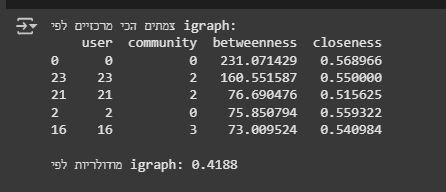 צמתים הכי מרכזיים לפי igraph:
user community betweenness closeness
0 0 0 231.071429 0.568966
23 23 2 160.551587 0.550000
21 21 2 76.690476 0.515625
2 2 0 75.850794 0.559322
16 16 3 73.009524 0.540984
מודולריות לפי igraph: 0.4188